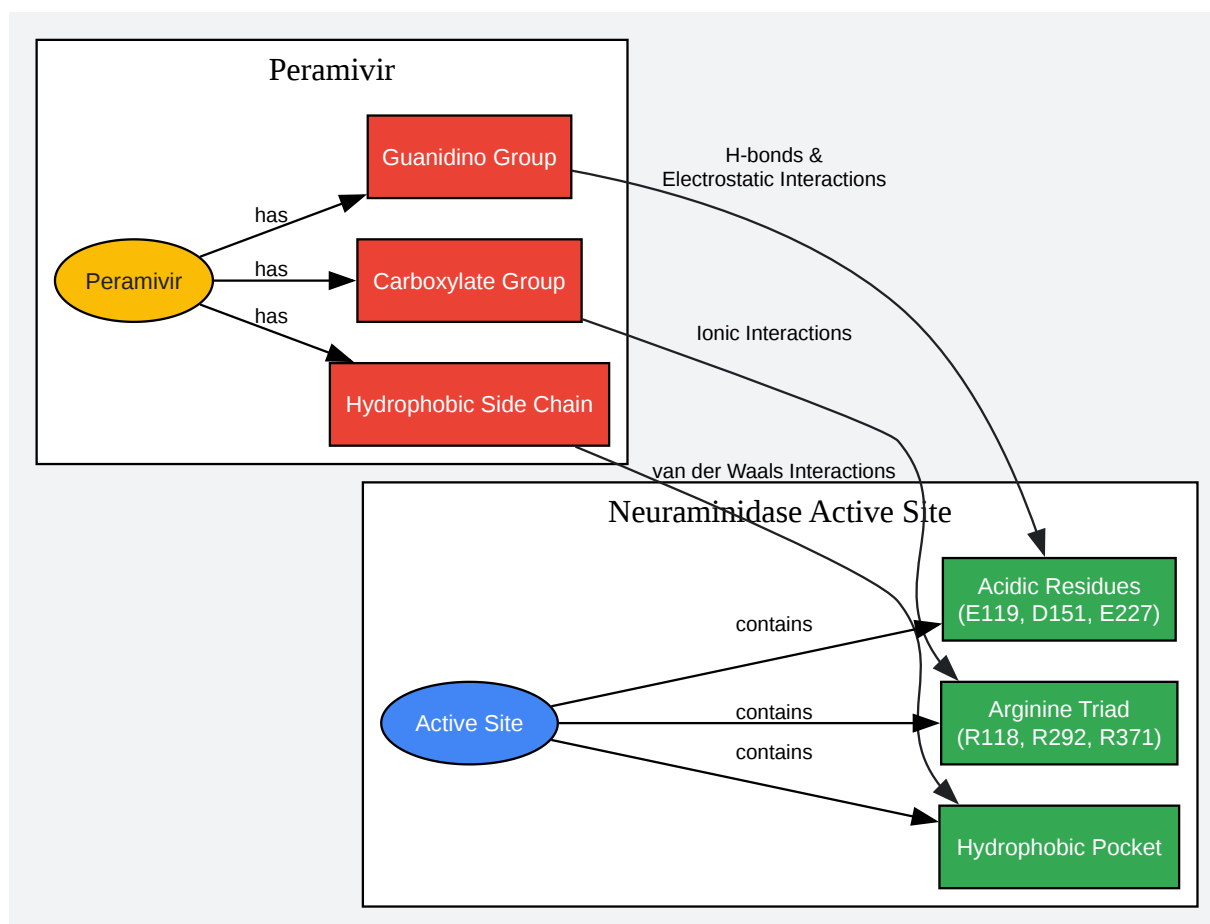 Peramivir
Guanidino Group
H-bonds &
Electrostatic Interactions
has
Peramivir
has
Carboxylate Group
has
Ionic Interactions
Hydrophobic Side Chain
van der Waals Interactions
Neuraminidase Active Site
Acidic Residues
(E119, D151, E227)
contains
Active Site
contains
Arginine Triad
(R118, R292, R371)
contains
Hydrophobic Pocket